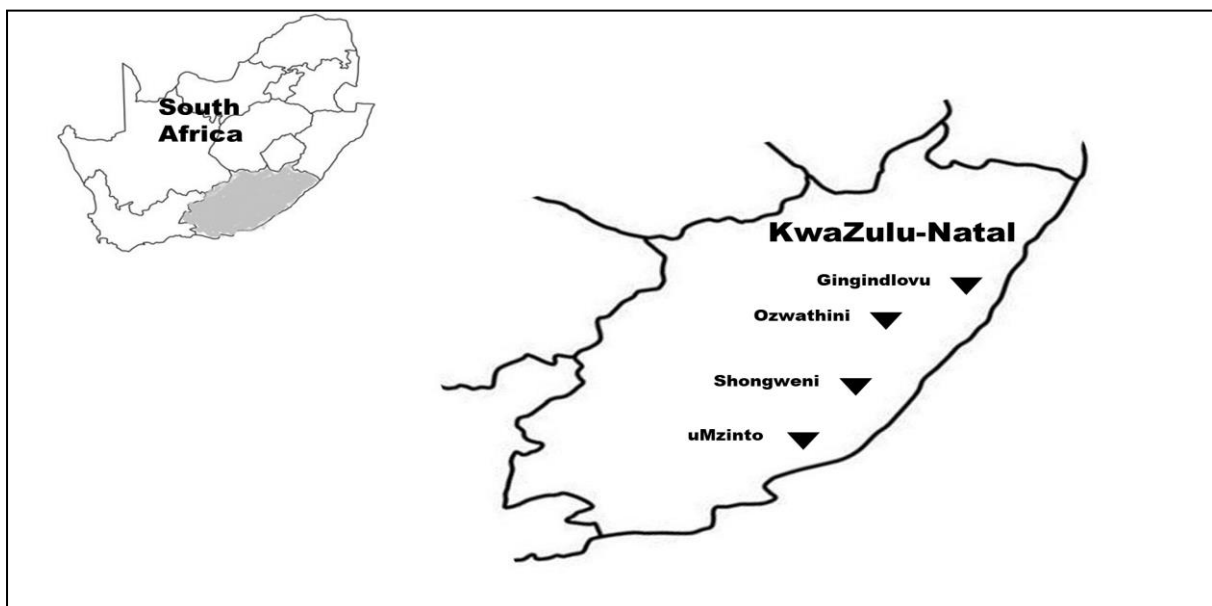 South
Africa
KwaZulu-Natal
Gingindlovu
Ozwathini
Shongweni
uMzinto